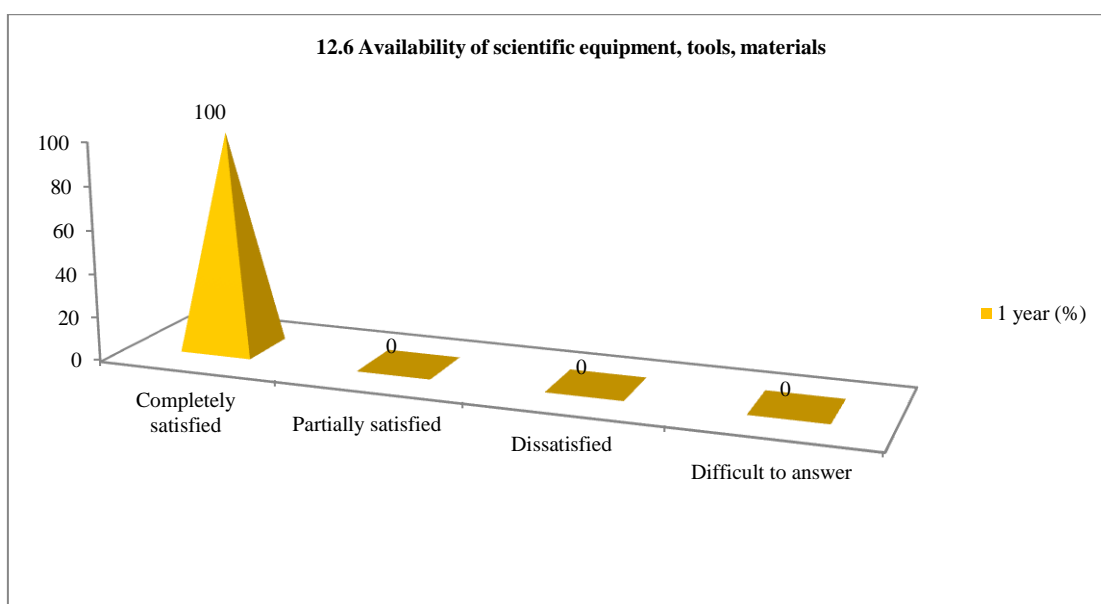 12.6 Availability of scientific equipment, tools, materials
100
100
80
60
40
20
0
0
0
0
Completely
satisfied
Partially satisfied
Dissatisfied
Difficult to answer
1 year (%)